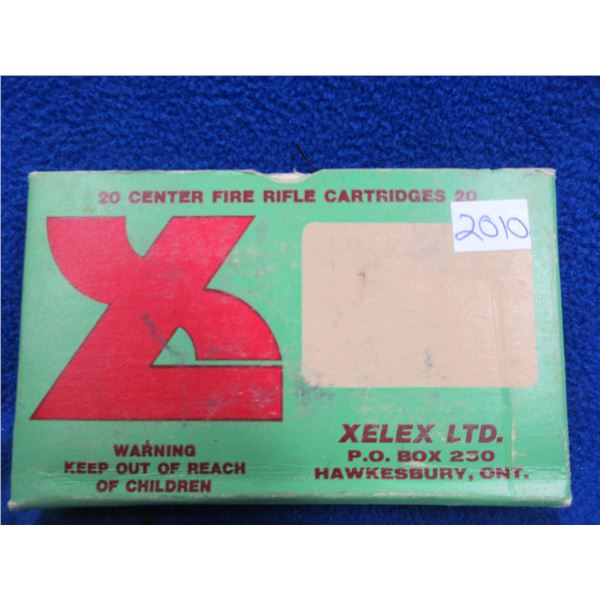 20 CENTER FIRE RIFLE CARTRIDGES 20
2010
XELEX LTD.
P.O. BOX 250
HAWKESBURY, ONT.
WARNING
KEEP OUT OF REACH
OF CHILDREN